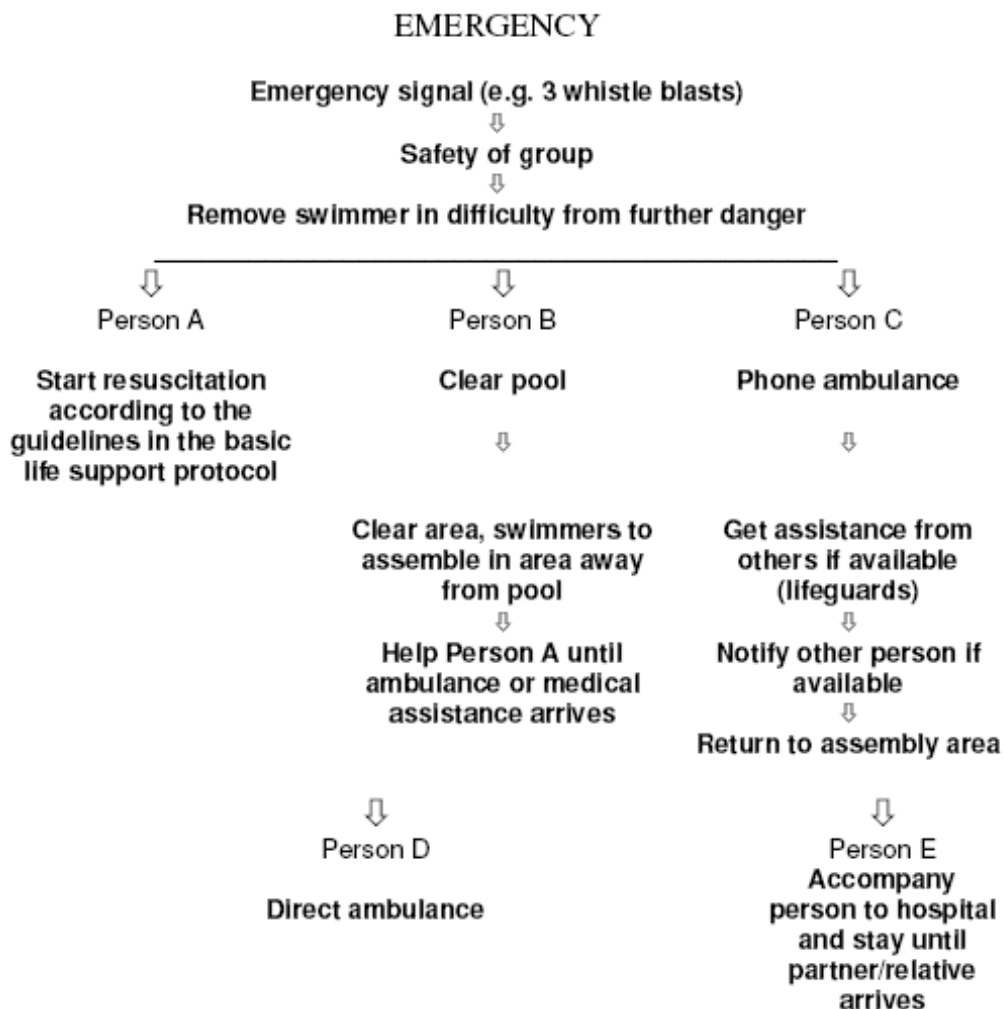 EMERGENCY
Emergency signal (e.g. 3 whistle blasts)
Safety of group
Remove swimmer in difficulty from further danger
Person A
Start resuscitation
according to the
guidelines in the basic
life support protocol
Person B
Clear pool
Clear area, swimmers to
assemble in area away
from pool
Help Person A until
ambulance or medical
assistance arrives
Person C
Phone ambulance
Get assistance from
others if available
(lifeguards)
Notify other person if
available
Return to assembly area
Person D
Direct ambulance
Person E
Accompany
person to hospital
and stay until
partner/relative
arrives